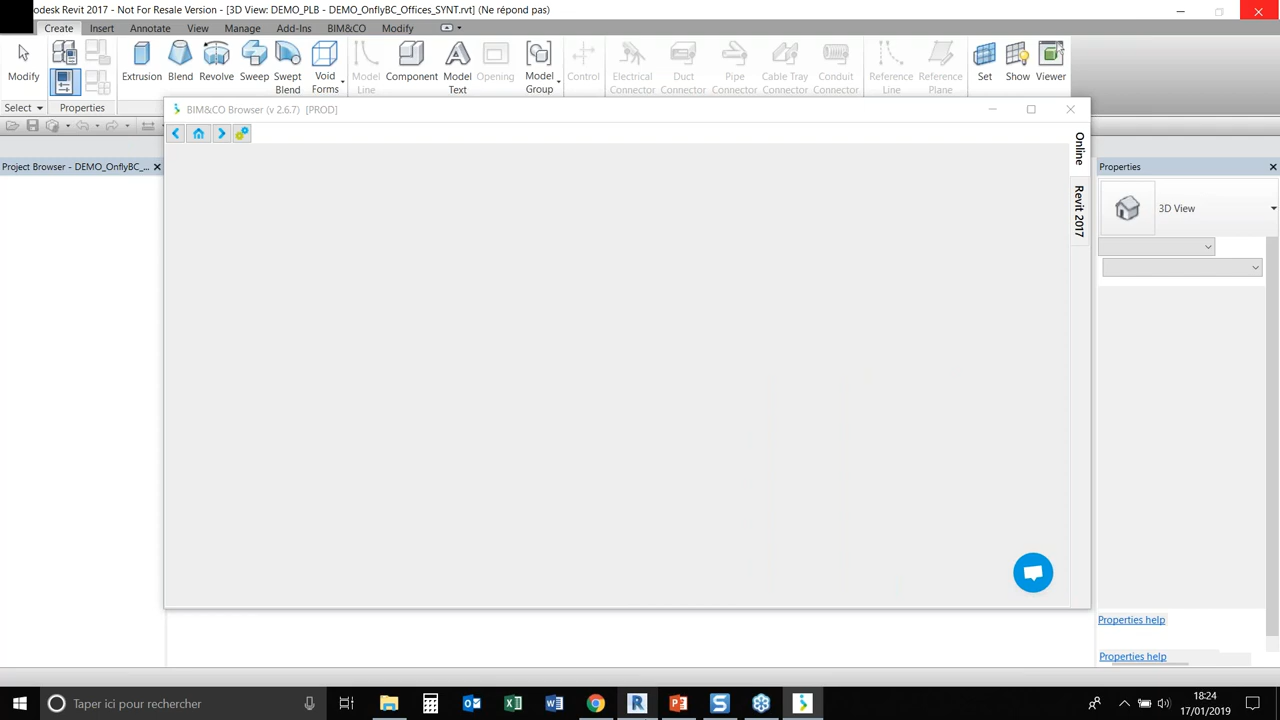 odesk Revit 2017 - Not For Resale Version - [3D View: DEMO_PLB - DEMO_OnflyBC_Offices_SYNT.rvt] (Ne répond pas)
Create Insert Annotate View Manage Add-Ins BIM&CO Modify
Modify Extrusion Blend Revolve Sweep Swept Blend Void Forms Model Line Component Model Text Opening Model Group Control Electrical Connector Duct Connector Pipe Connector Cable Tray Connector Conduit Connector Reference Line Reference Plane Set Show Viewer
Select Properties
BIM&CO Browser (v 2.6.7) [PROD]
Online
Revit 2017
Project Browser - DEMO_OnflyBC_...
Properties
3D View
Properties help
Properties help
Taper ici pour rechercher
18:24
17/01/2019